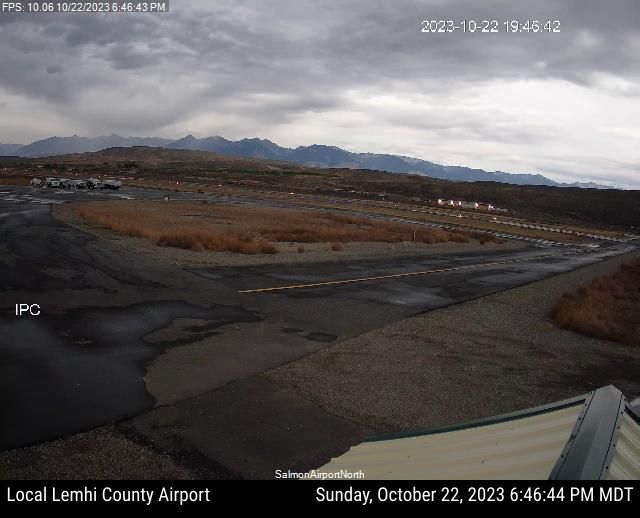 FPS: 10.06 10/22/2023 6:46:43 PM
2023-10-22 19:45:42
IPC
SalmonAirportNorth
Local Lemhi County Airport Sunday, October 22, 2023 6:46:44 PM MDT